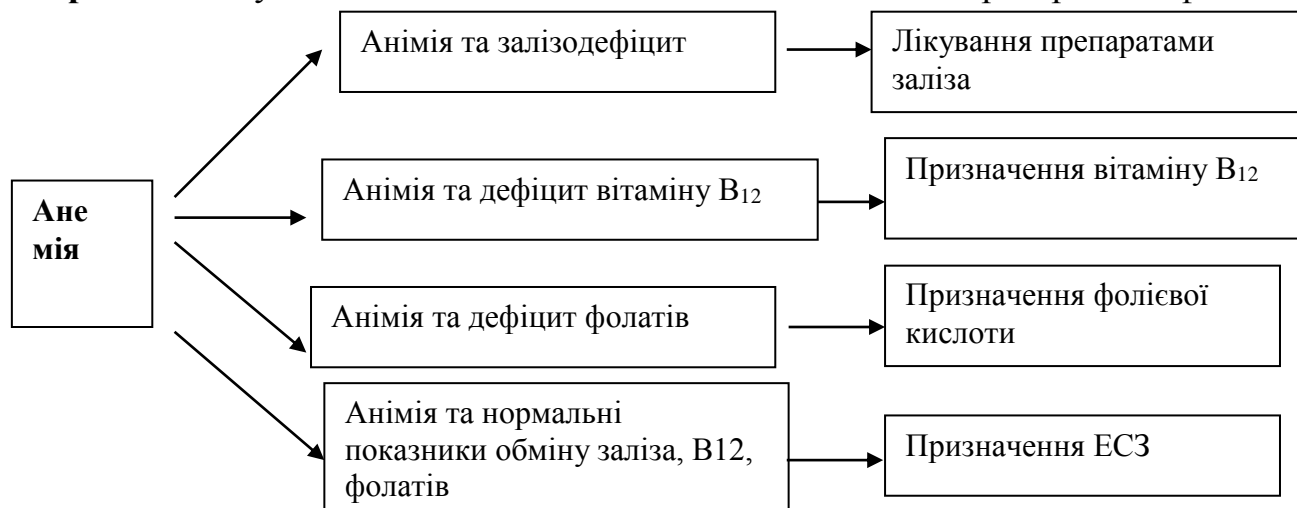 Анімія та залізодефіцит
Лікування препаратами
заліза
Ане
мія
Анімія та дефіцит вітаміну В₁₂
Призначення вітаміну В₁₂
Анімія та дефіцит фолатів
Призначення фолієвої
кислоти
Анімія та нормальні
показники обміну заліза, В12,
фолатів
Призначення ЕСЗ